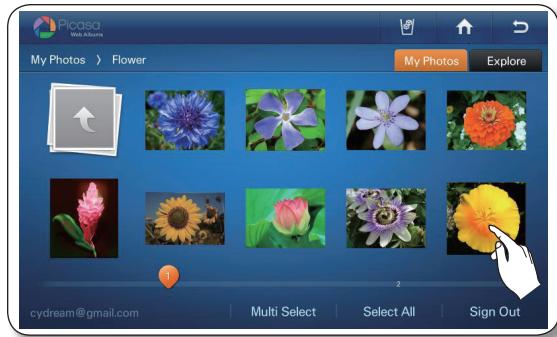 Picasa
Web Albums
My Photos 〉 Flower
My Photos
Explore
1
2
cydream@gmail.com
Multi Select
Select All
Sign Out